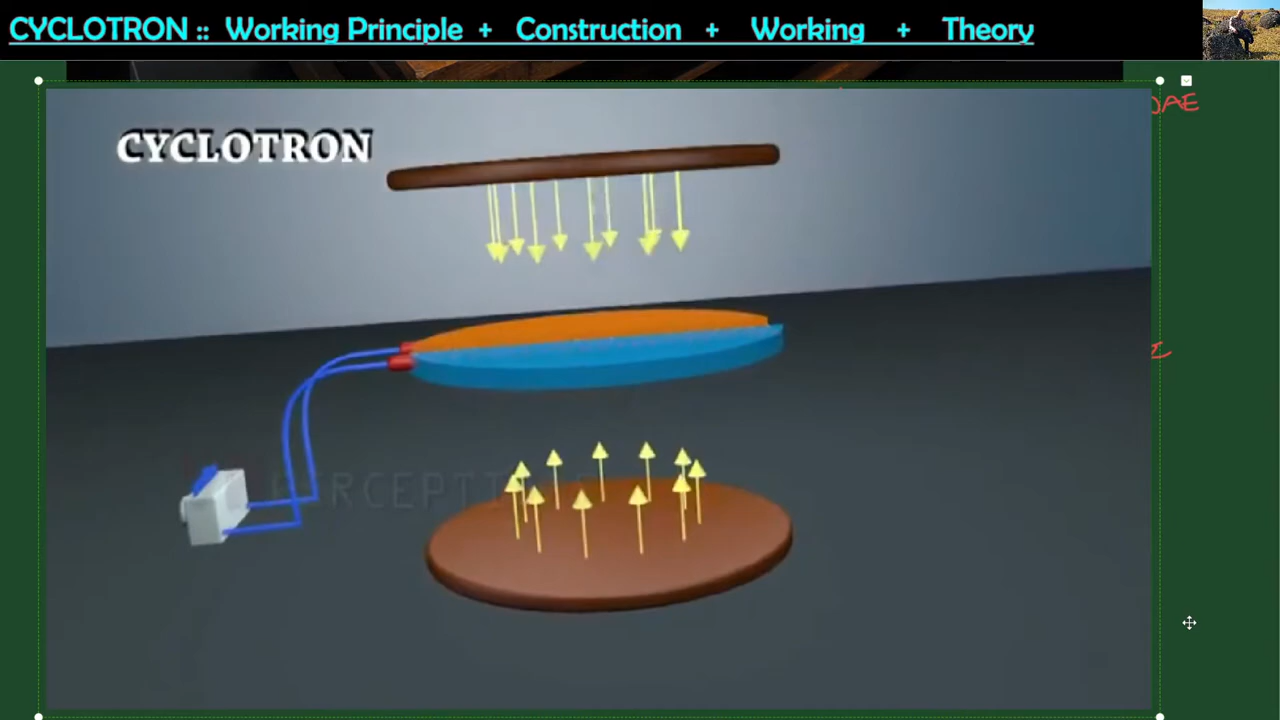 CYCLOTRON :: Working Principle + Construction + Working + Theory
CYCLOTRON